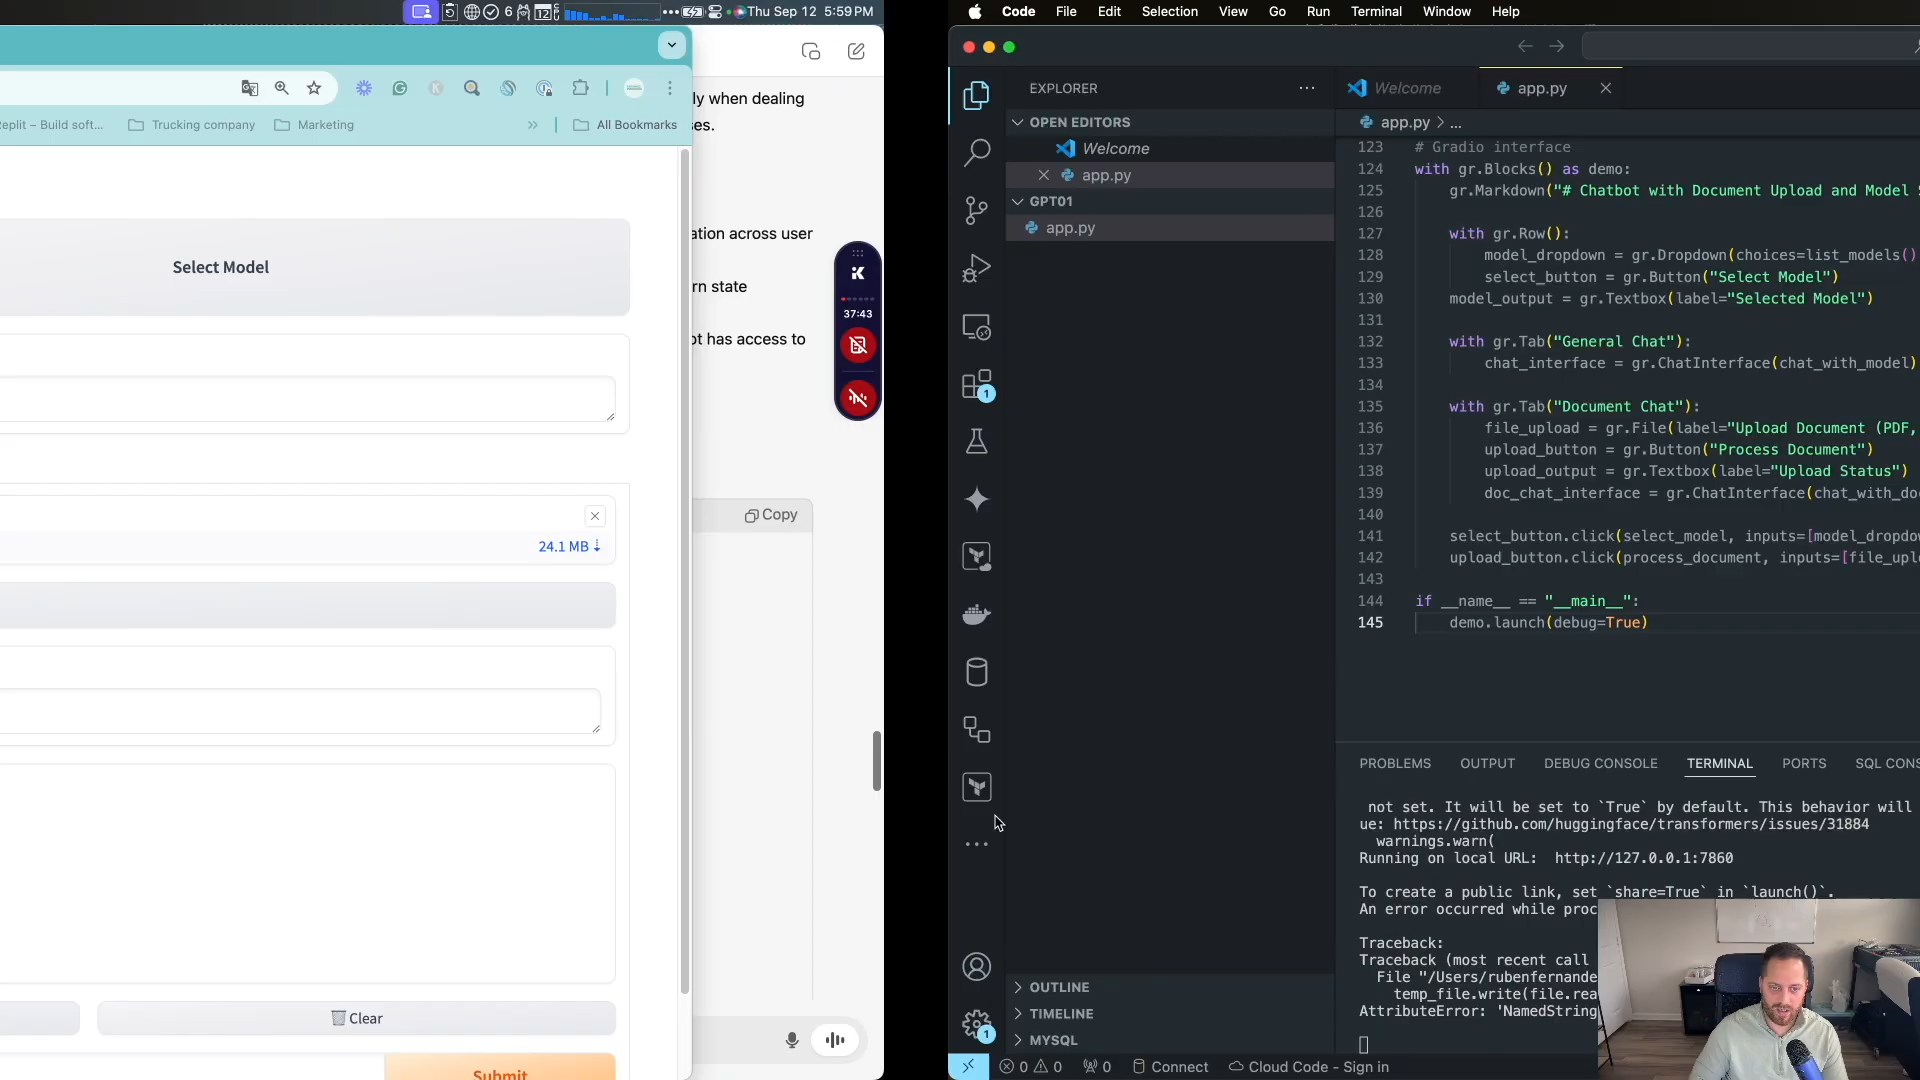 6
12
Thu Sep 12 5:59 PM
eplit – Build soft...
Trucking company
Marketing
»
All Bookmarks
Select Model
24.1 MB ↓
Clear
Submit
ly when dealing
es.
ation across user
rn state
ot has access to
Copy
37:43
Code File Edit Selection View Go Run Terminal Window Help
EXPLORER
OPEN EDITORS
Welcome
app.py
GPT01
app.py
OUTLINE
TIMELINE
MYSQL
1
1
Welcome
app.py
app.py > ...
123 # Gradio interface
124 with gr.Blocks() as demo:
125 gr.Markdown("# Chatbot with Document Upload and Model
126
127 with gr.Row():
128 model_dropdown = gr.Dropdown(choices=list_models()
129 select_button = gr.Button("Select Model")
130 model_output = gr.Textbox(label="Selected Model")
131
132 with gr.Tab("General Chat"):
133 chat_interface = gr.ChatInterface(chat_with_model)
134
135 with gr.Tab("Document Chat"):
136 file_upload = gr.File(label="Upload Document (PDF,
137 upload_button = gr.Button("Process Document")
138 upload_output = gr.Textbox(label="Upload Status")
139 doc_chat_interface = gr.ChatInterface(chat_with_do
140
141 select_button.click(select_model, inputs=[model_dropdo
142 upload_button.click(process_document, inputs=[file_upl
143
144 if __name__ == "__main__":
145 demo.launch(debug=True)
PROBLEMS OUTPUT DEBUG CONSOLE TERMINAL PORTS SQL CONS
not set. It will be set to `True` by default. This behavior will
ue: https://github.com/huggingface/transformers/issues/31884
warnings.warn(
Running on local URL: http://127.0.0.1:7860
To create a public link, set `share=True` in `launch()`.
An error occurred while proc
Traceback:
Traceback (most recent call
File "/Users/rubenfernande
temp_file.write(file.rea
AttributeError: 'NamedString
0 0 0 Connect Cloud Code - Sign in